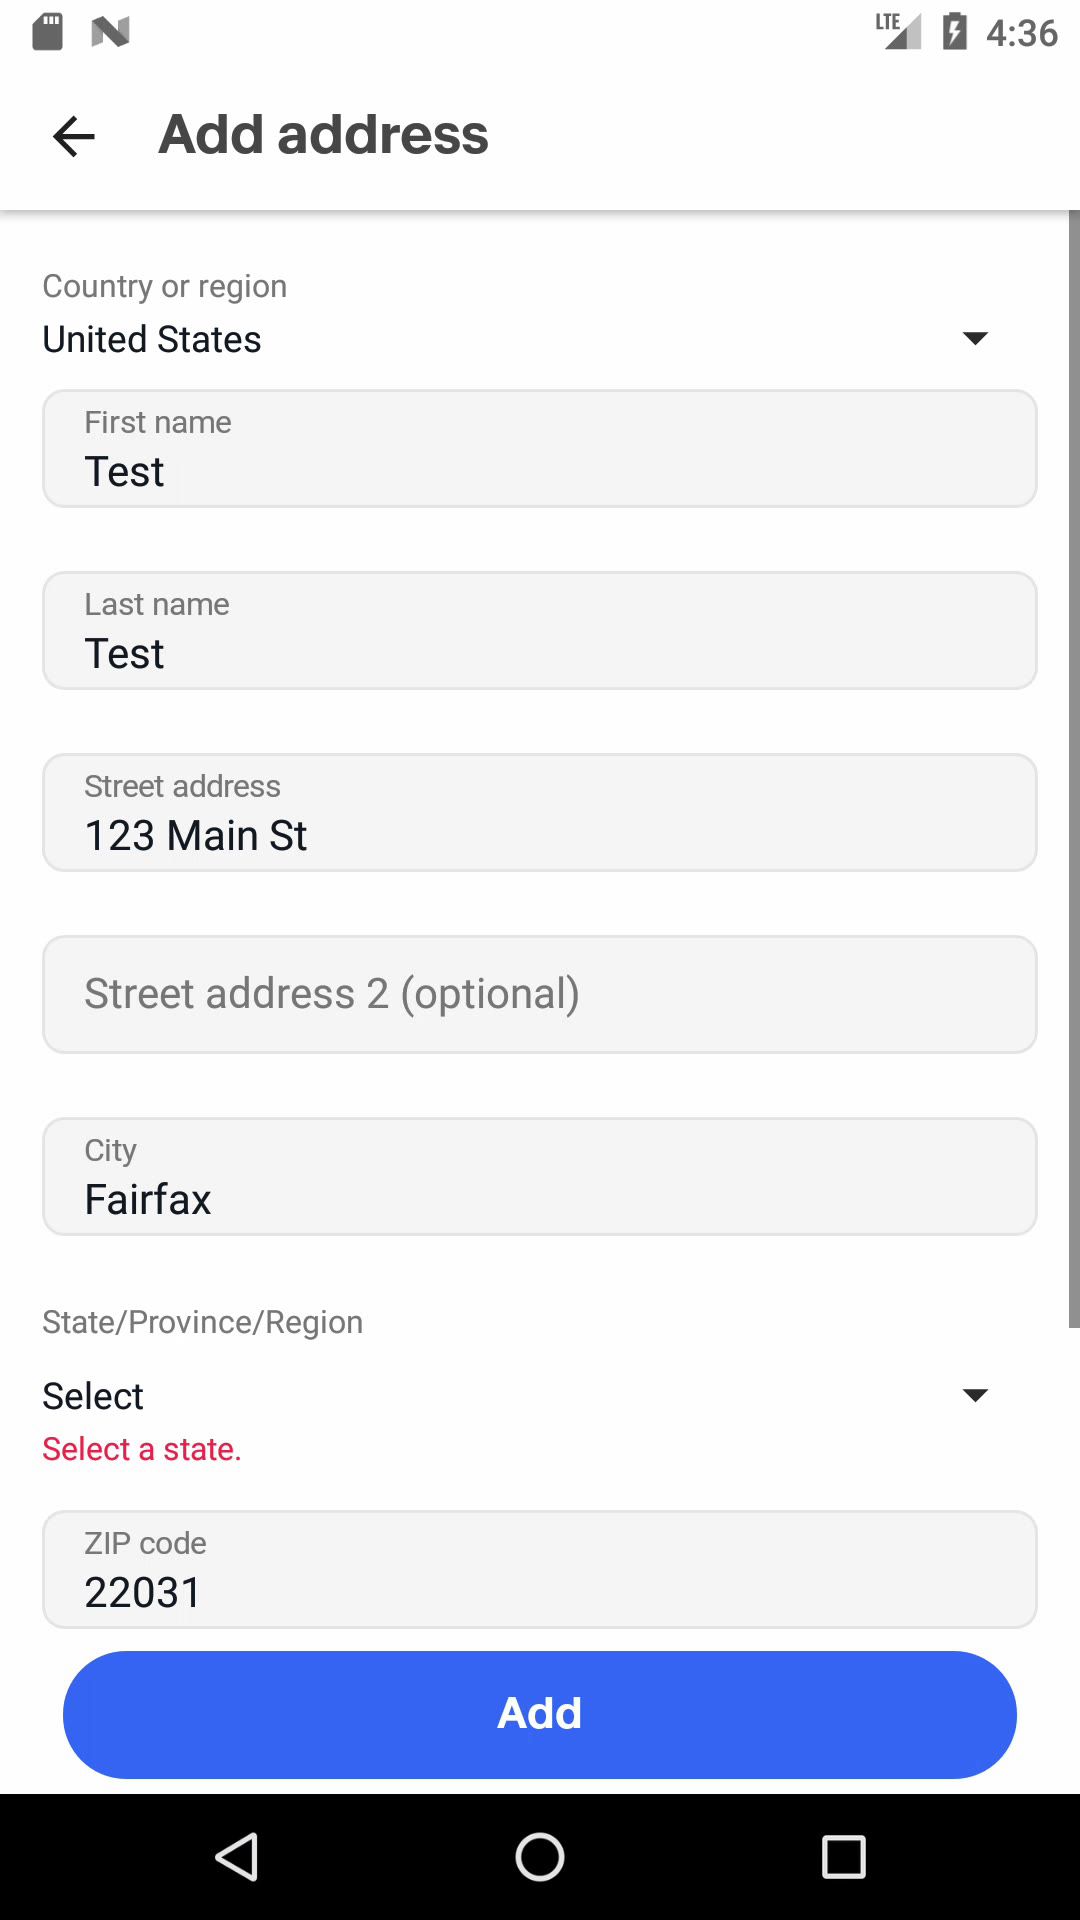 LTE 4:36
Add address
Country or region
United States
First name
Test
Last name
Test
Street address
123 Main St
Street address 2 (optional)
City
Fairfax
State/Province/Region
Select
Select a state.
ZIP code
22031
Add